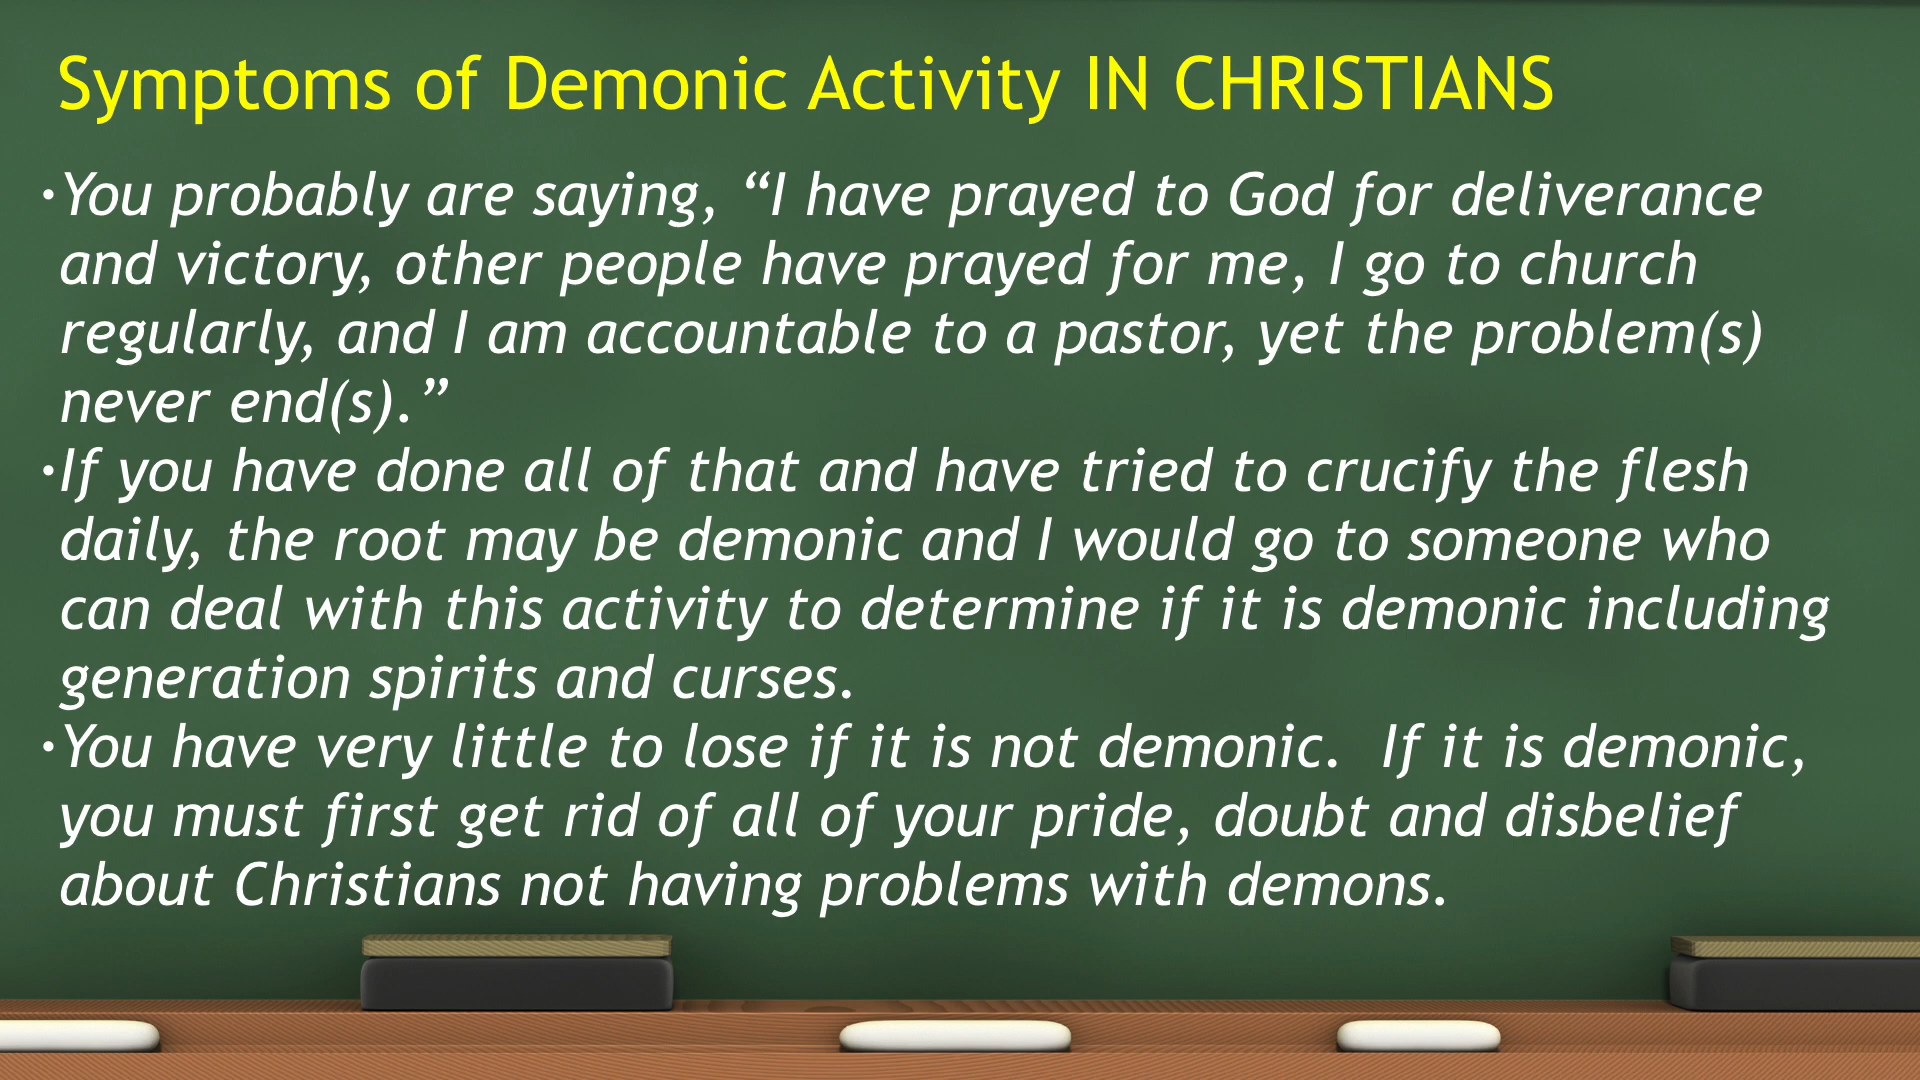 Symptoms of Demonic Activity IN CHRISTIANS
•You probably are saying, “I have prayed to God for deliverance
and victory, other people have prayed for me, I go to church
regularly, and I am accountable to a pastor, yet the problem(s)
never end(s).”
•If you have done all of that and have tried to crucify the flesh
daily, the root may be demonic and I would go to someone who
can deal with this activity to determine if it is demonic including
generation spirits and curses.
•You have very little to lose if it is not demonic.  If it is demonic,
you must first get rid of all of your pride, doubt and disbelief
about Christians not having problems with demons.